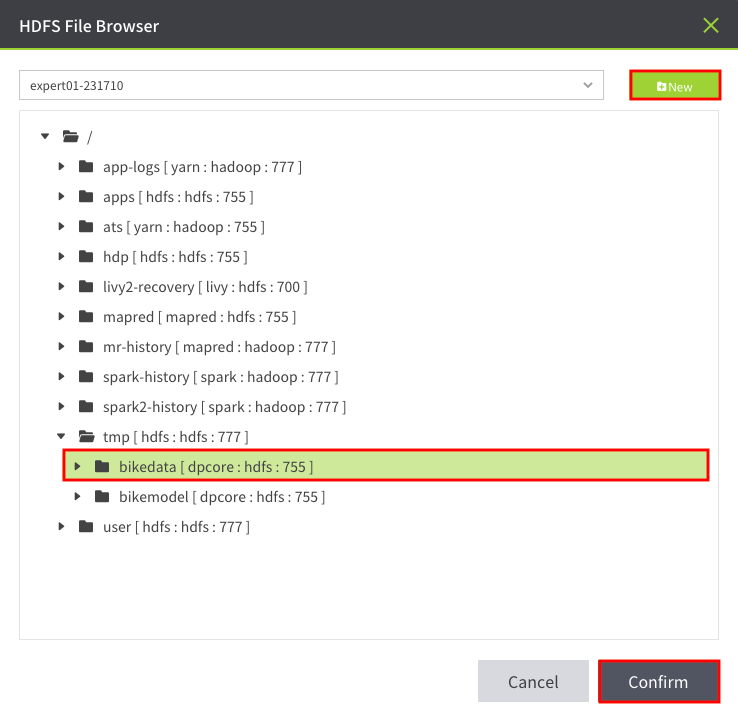 HDFS File Browser
expert01-231710
New
/
app-logs [ yarn : hadoop : 777 ]
apps [ hdfs : hdfs : 755 ]
ats [ yarn : hadoop : 755 ]
hdp [ hdfs : hdfs : 755 ]
livy2-recovery [ livy : hdfs : 700 ]
mapred [ mapred : hdfs : 755 ]
mr-history [ mapred : hadoop : 777 ]
spark-history [ spark : hadoop : 777 ]
spark2-history [ spark : hadoop : 777 ]
tmp [ hdfs : hdfs : 777 ]
bikedata [ dpcore : hdfs : 755 ]
bikemodel [ dpcore : hdfs : 755 ]
user [ hdfs : hdfs : 777 ]
Cancel Confirm